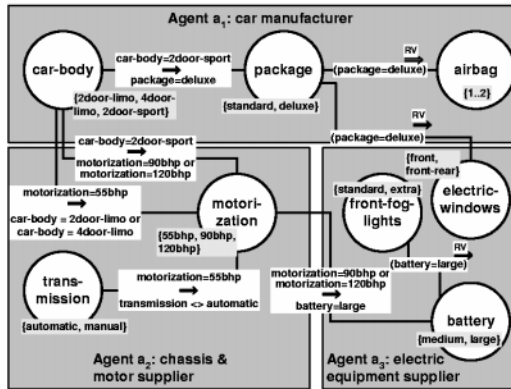 Agent a1: car manufacturer
car-body
{2door-limo, 4door-
limo, 2door-sport}
car-body=2door-sport
package=deluxe
package
{standard, deluxe}
RV
(package=deluxe)
airbag
{1..2}
RV
(package=deluxe)
car-body=2door-sport
motorization=90bhp or
motorization=120bhp
motorization=55bhp
car-body = 2door-limo or
car-body = 4door-limo
motori-
zation
{55bhp, 90bhp,
120bhp}
{front,
front-rear}
electric-
windows
{standard, extra}
front-fog-
lights
RV
(battery=large)
trans-
mission
{automatic, manual}
motorization=55bhp
transmission <> automatic
motorization=90bhp or
motorization=120bhp
battery=large
battery
{medium, large}
Agent a2: chassis &
motor supplier
Agent a3: electric
equipment supplier